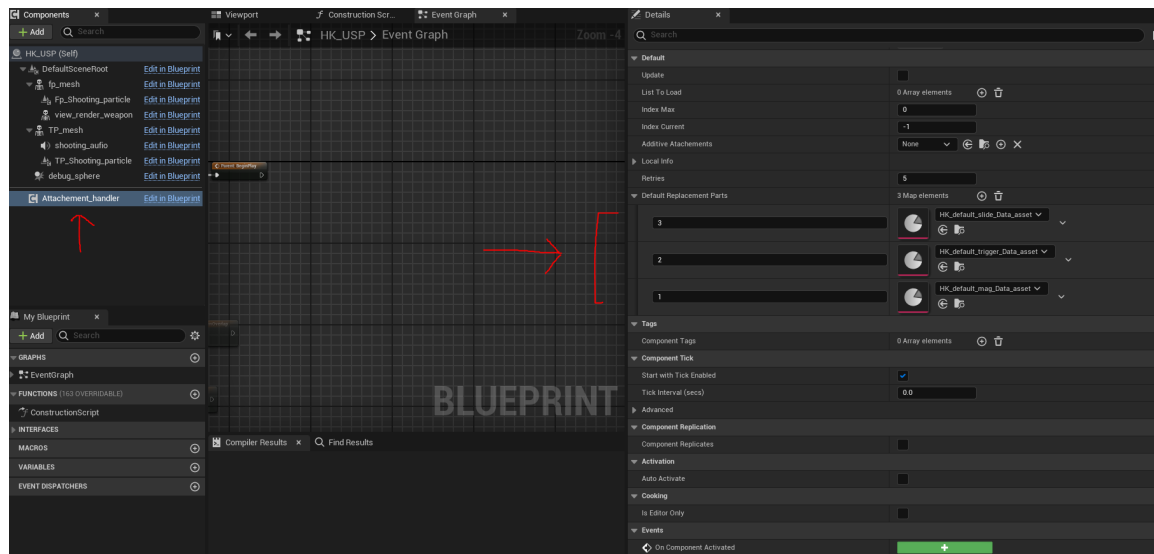 Components ×
+ Add Search
HK_USP (Self)
DefaultSceneRoot Edit in Blueprint
fp_mesh Edit in Blueprint
Fp_Shooting_particle Edit in Blueprint
view_render_weapon Edit in Blueprint
TP_mesh Edit in Blueprint
shooting_aufio Edit in Blueprint
TP_Shooting_particle Edit in Blueprint
debug_sphere Edit in Blueprint
Attachement_handler Edit in Blueprint
My Blueprint ×
+ Add Search
GRAPHS
EventGraph
FUNCTIONS (163 OVERRIDABLE)
ConstructionScript
INTERFACES
MACROS
VARIABLES
EVENT DISPATCHERS
Viewport Construction Scr... Event Graph ×
HK_USP > Event Graph Zoom -4
Event BeginPlay
BLUEPRINT
Compiler Results × Find Results
Details ×
Search
Default
Update
List To Load 0 Array elements
Index Max 0
Index Current -1
Additive Atachements None
Local Info
Retries 5
Default Replacement Parts 3 Map elements
3 HK_default_slide_Data_asset
2 HK_default_trigger_Data_asset
1 HK_default_mag_Data_asset
Tags
Component Tags 0 Array elements
Component Tick
Start with Tick Enabled
Tick Interval (secs) 0.0
Advanced
Component Replication
Component Replicates
Activation
Auto Activate
Cooking
Is Editor Only
Events
On Component Activated +